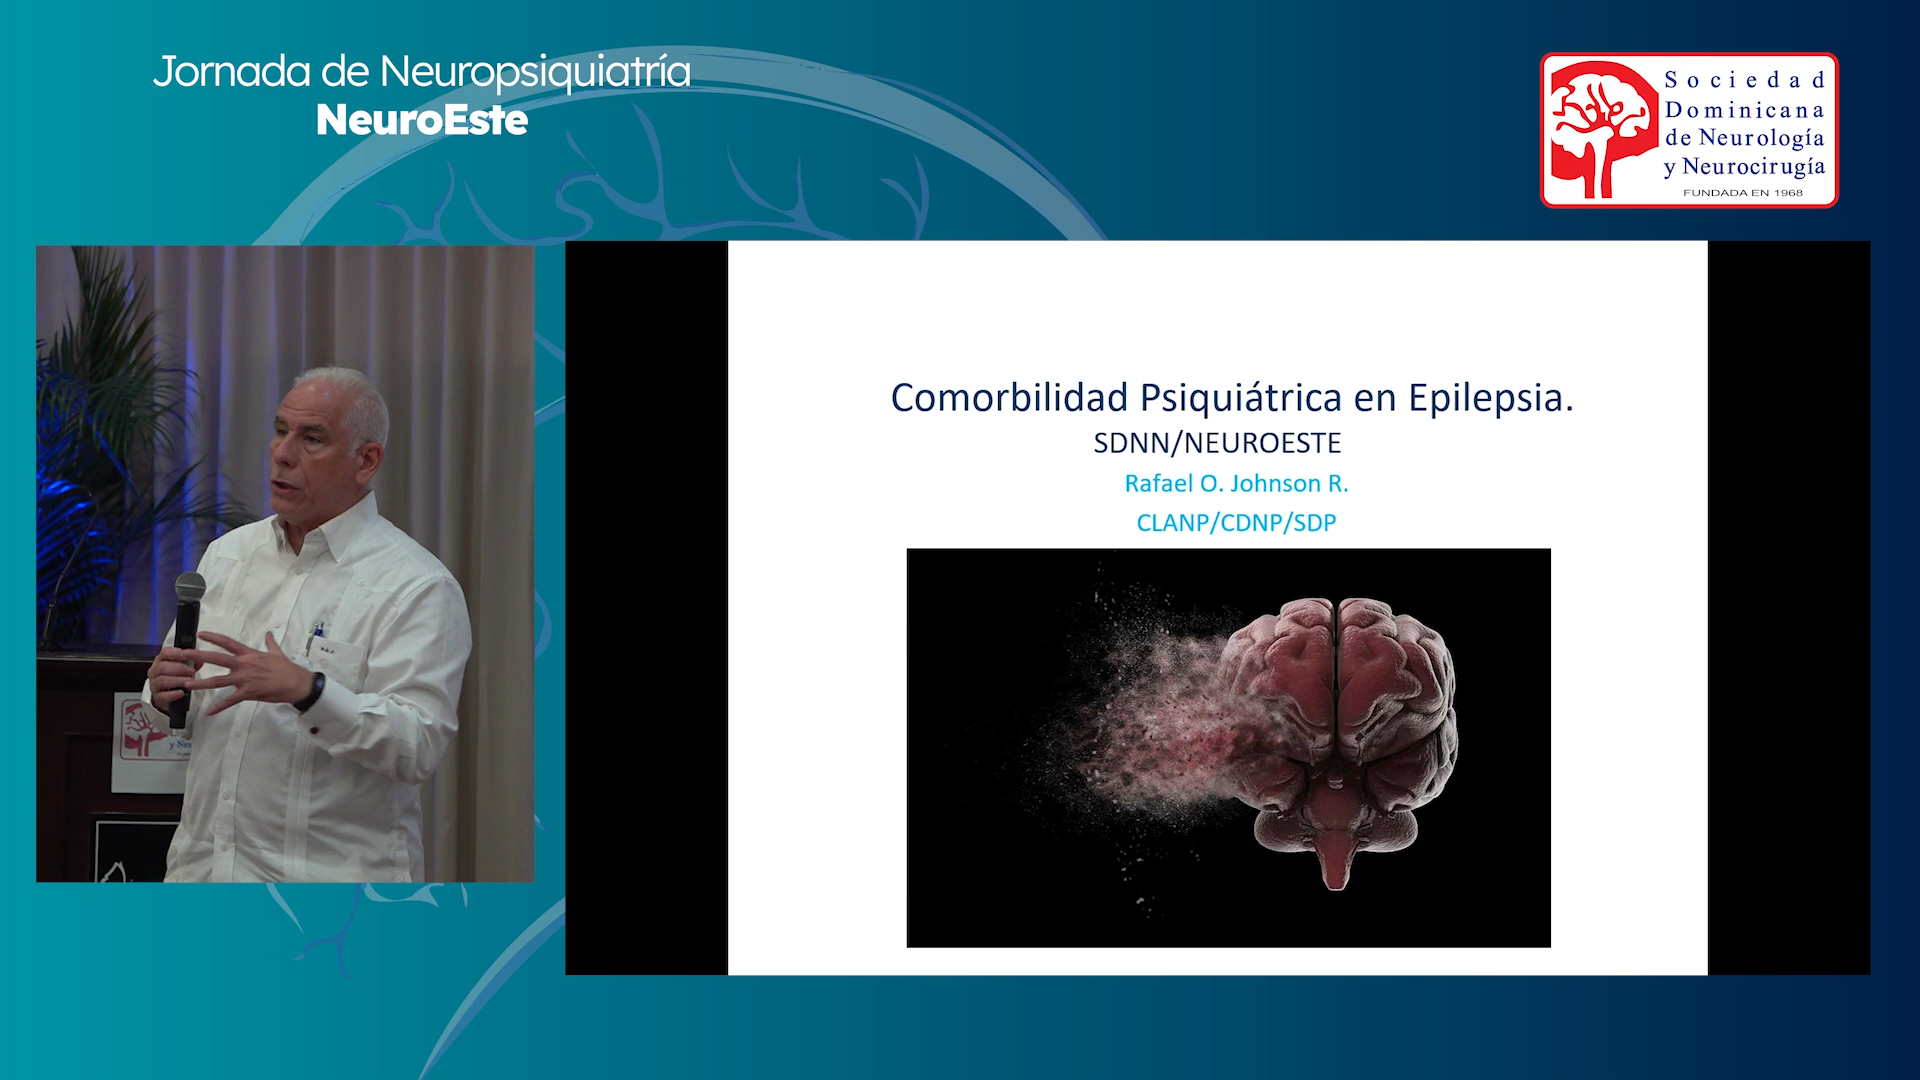 Jornada de Neuropsiquiatría
NeuroEste
Sociedad
Dominicana
de Neurología
y Neurocirugía
FUNDADA EN 1968
Comorbilidad Psiquiátrica en Epilepsia.
SDNN/NEUROESTE
Rafael O. Johnson R.
CLANP/CDNP/SDP